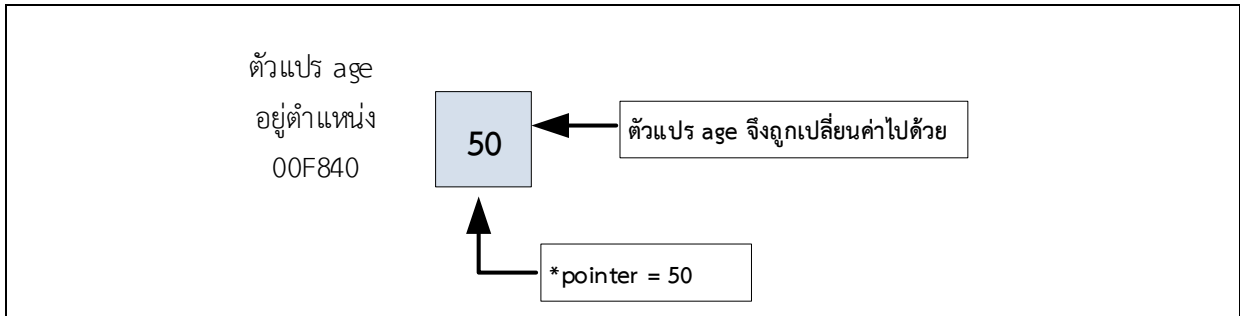 ตัวแปร age
อยู่ตำแหน่ง
00F840
50
ตัวแปร age จึงถูกเปลี่ยนค่าไปด้วย
*pointer = 50